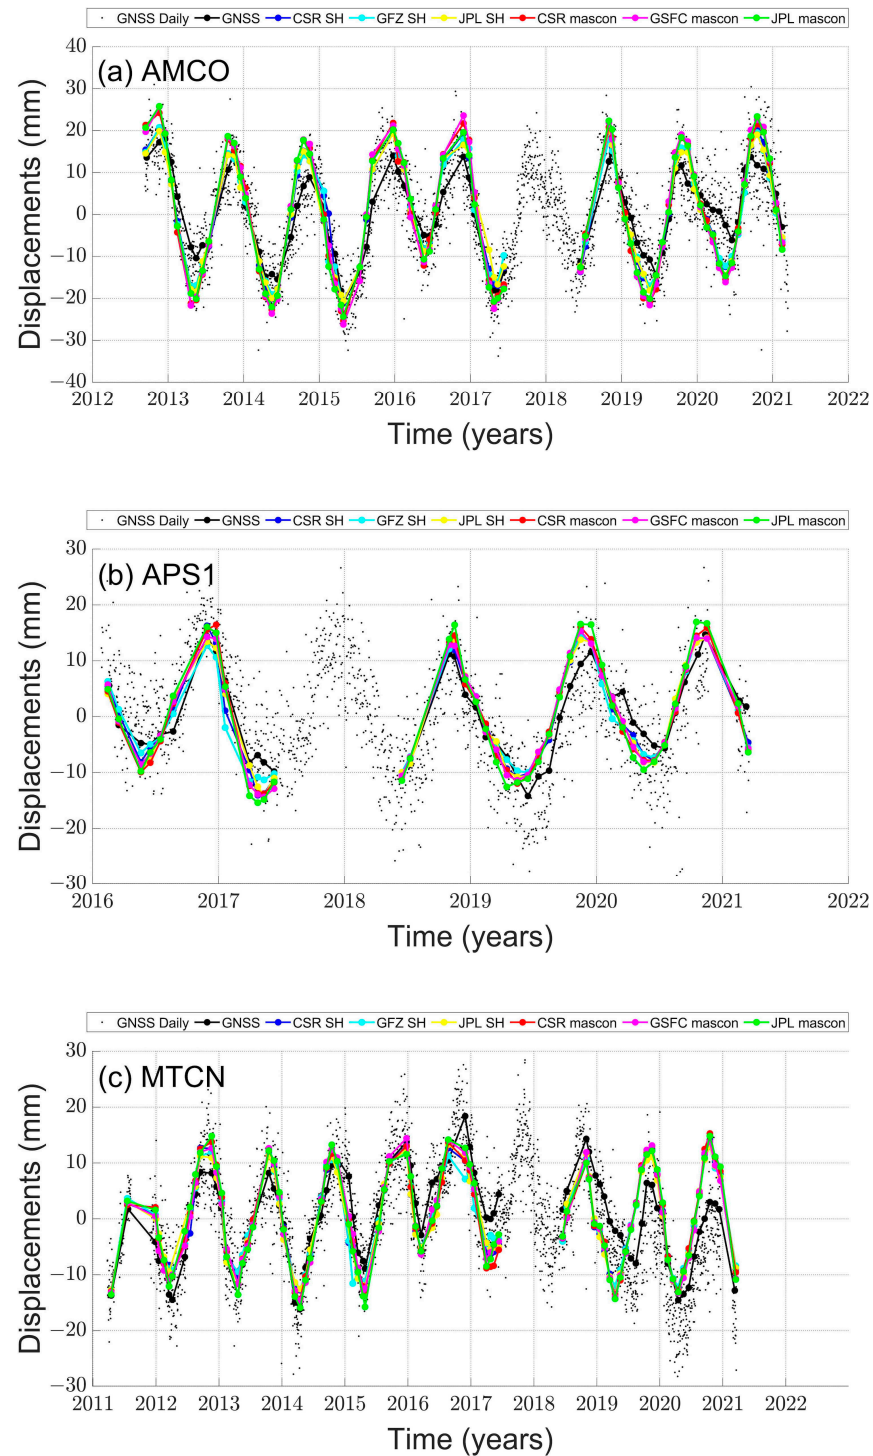 GNSS Daily GNSS CSR SH GFZ SH JPL SH CSR mascon GSFC mascon JPL mascon
(a) AMCO
40
30
20
10
0
−10
−20
−30
−40
Displacements (mm)
2012 2013 2014 2015 2016 2017 2018 2019 2020 2021 2022
Time (years)
GNSS Daily GNSS CSR SH GFZ SH JPL SH CSR mascon GSFC mascon JPL mascon
(b) APS1
30
20
10
0
−10
−20
−30
Displacements (mm)
2016 2017 2018 2019 2020 2021 2022
Time (years)
GNSS Daily GNSS CSR SH GFZ SH JPL SH CSR mascon GSFC mascon JPL mascon
(c) MTCN
30
20
10
0
−10
−20
−30
Displacements (mm)
2011 2012 2013 2014 2015 2016 2017 2018 2019 2020 2021 2022
Time (years)